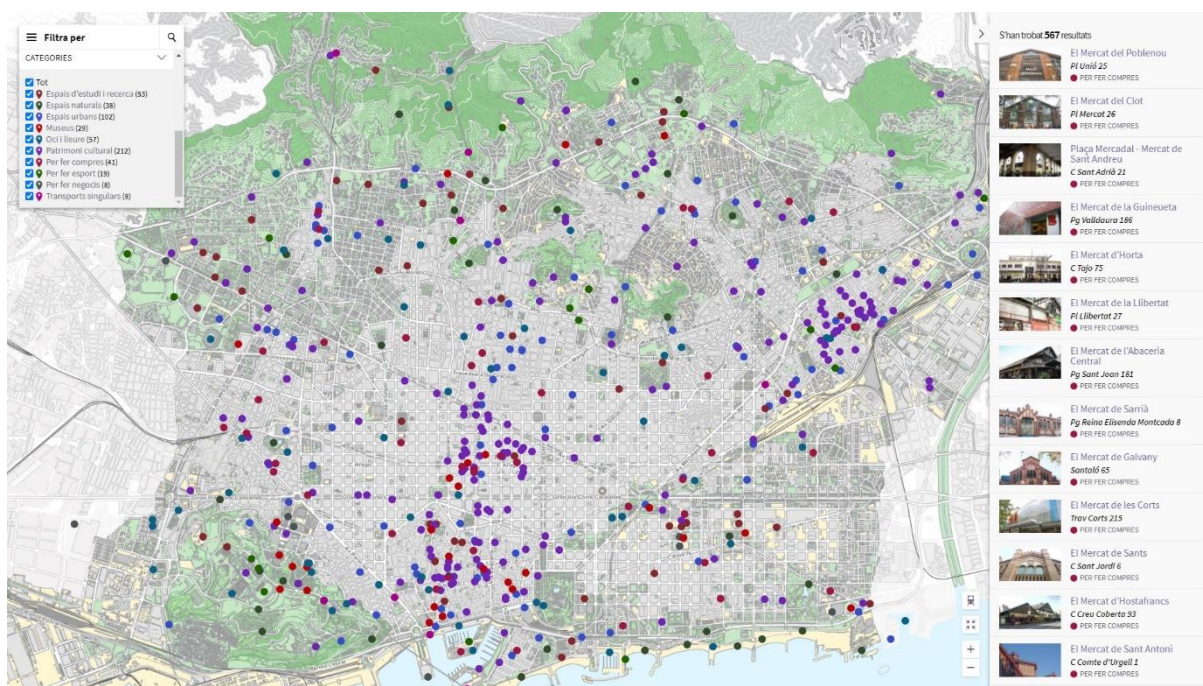 Filtra per
CATEGORIES
Tot
Espais d'estudi i recerca (53)
Espais naturals (38)
Espais urbans (102)
Museus (29)
Oci i lleure (57)
Patrimoni cultural (212)
Per fer compres (41)
Per fer esport (19)
Per fer negocis (8)
Transports singulars (8)
S'han trobat 567 resultats
El Mercat del Poblenou
Pl Unió 25
PER FER COMPRES
El Mercat del Clot
Pl Mercat 26
PER FER COMPRES
Plaça Mercadal - Mercat de
Sant Andreu
C Sant Adrià 21
PER FER COMPRES
El Mercat de la Guineueta
Pg Valldaura 186
PER FER COMPRES
El Mercat d'Horta
C Tajo 75
PER FER COMPRES
El Mercat de la Llibertat
Pl Llibertat 27
PER FER COMPRES
El Mercat de l'Abaceria
Central
Pg Sant Joan 181
PER FER COMPRES
El Mercat de Sarrià
Pg Reina Elisenda Montcada 8
PER FER COMPRES
El Mercat de Galvany
Santaló 65
PER FER COMPRES
El Mercat de les Corts
Trav Corts 215
PER FER COMPRES
El Mercat de Sants
C Sant Jordi 6
PER FER COMPRES
El Mercat d'Hostafrancs
C Creu Coberta 93
PER FER COMPRES
El Mercat de Sant Antoni
C Comte d'Urgell 1
PER FER COMPRES